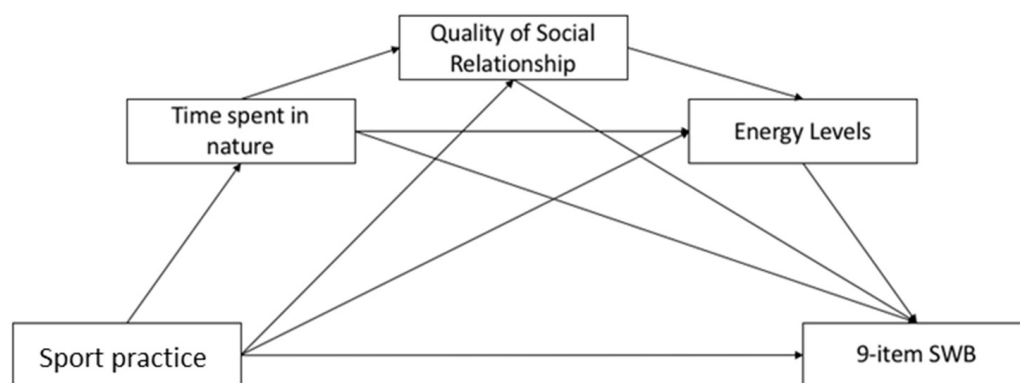 Quality of Social
Relationship
Time spent in
nature
Energy Levels
Sport practice
9-item SWB